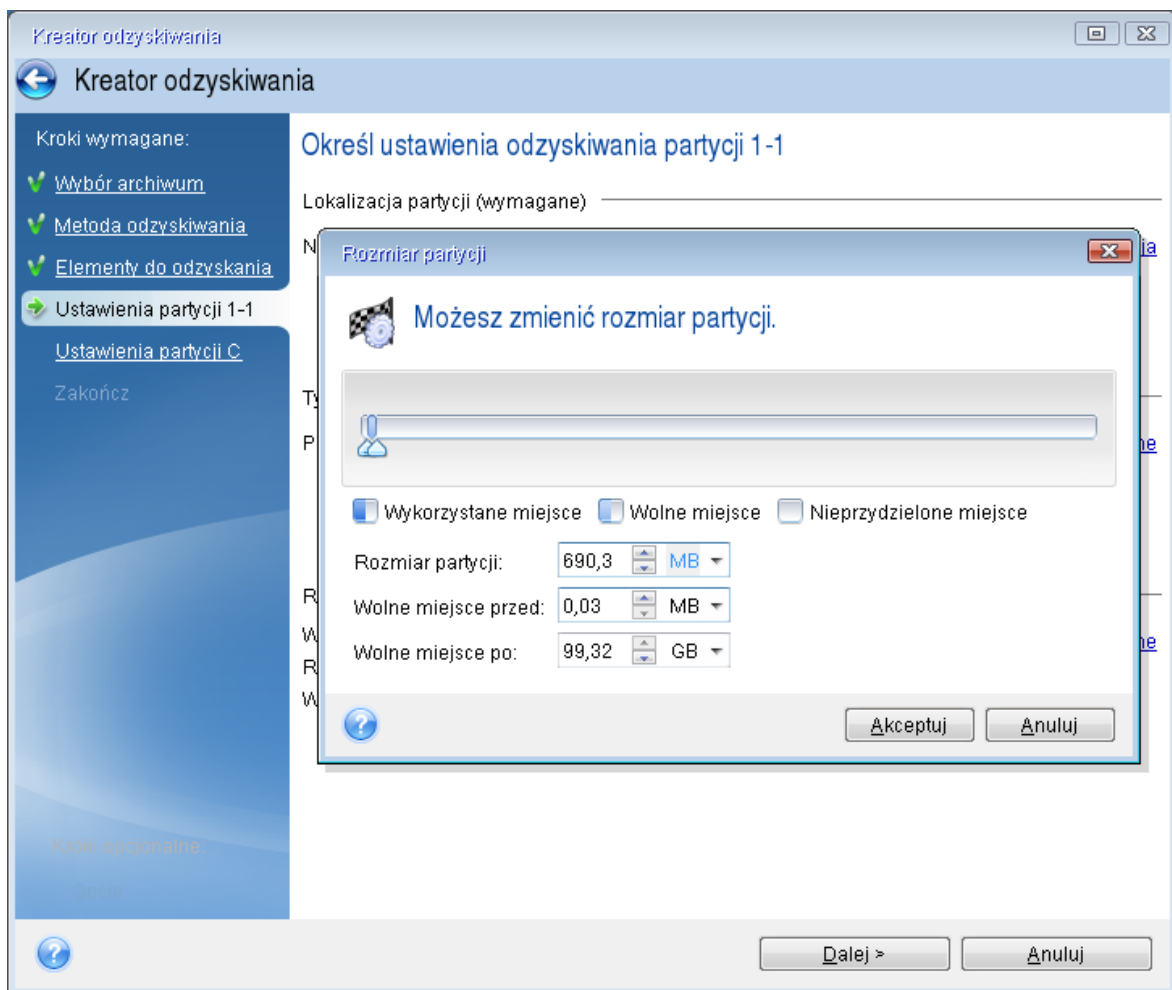 Kreator odzyskiwania
Kreator odzyskiwania
Kroki wymagane:
Wybór archiwum
Metoda odzyskiwania
Elementy do odzyskania
Ustawienia partycji 1-1
Ustawienia partycji C
Zakończ
Określ ustawienia odzyskiwania partycji 1-1
Lokalizacja partycji (wymagane)
Rozmiar partycji
Możesz zmienić rozmiar partycji.
Wykorzystane miejsce Wolne miejsce Nieprzydzielone miejsce
Rozmiar partycji: 690,3 MB
Wolne miejsce przed: 0,03 MB
Wolne miejsce po: 99,32 GB
Akceptuj Anuluj
Kroki opcjonalne:
Opcje
Dalej > Anuluj